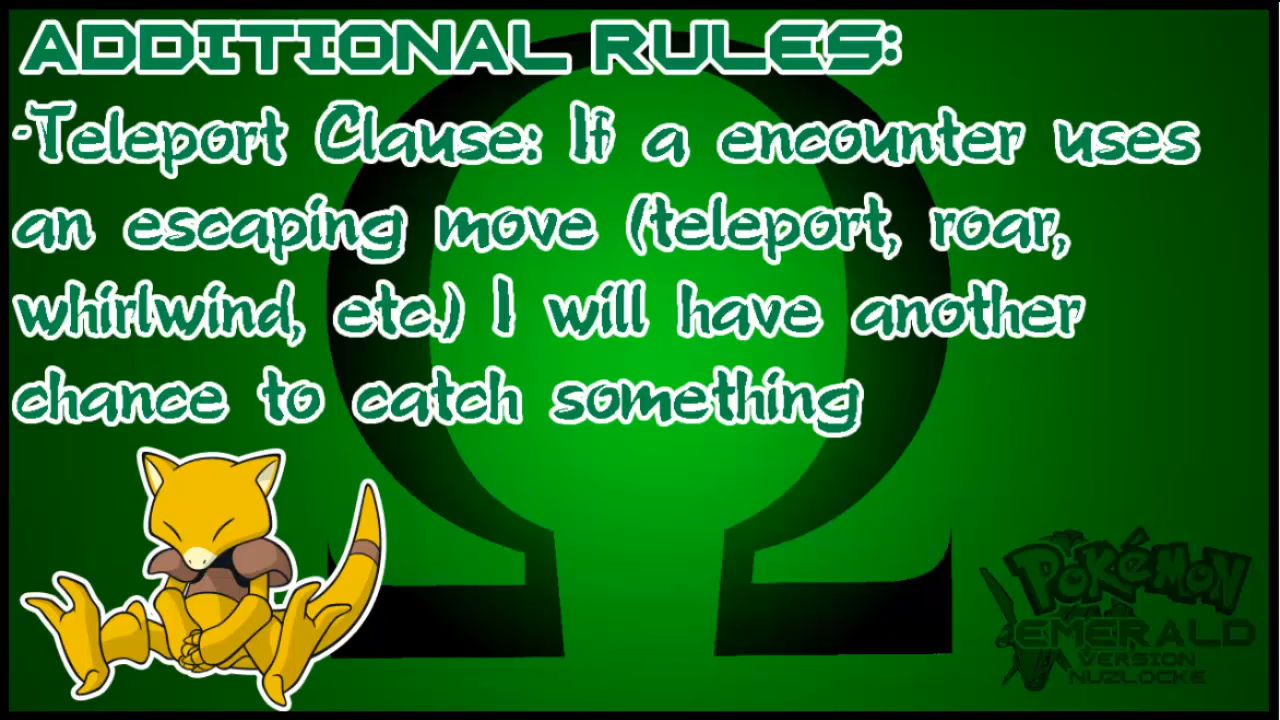 ADDITIONAL RULES:
-Teleport Clause: If a encounter uses
an escaping move (teleport, roar,
whirlwind, etc.) I will have another
chance to catch something
POKéMON
EMERALD
VERSION
NUZLOCKE